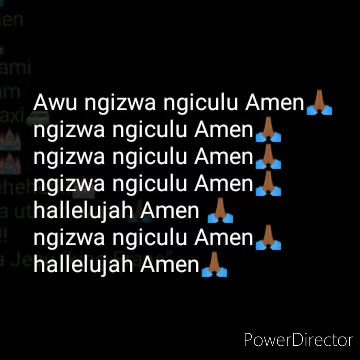 Awu ngizwa ngiculu Amen🙏🏾
ngizwa ngiculu Amen🙏🏾
ngizwa ngiculu Amen🙏🏾
ngizwa ngiculu Amen🙏🏾
hallelujah Amen 🙏🏾
ngizwa ngiculu Amen🙏🏾
hallelujah Amen🙏🏾
PowerDirector